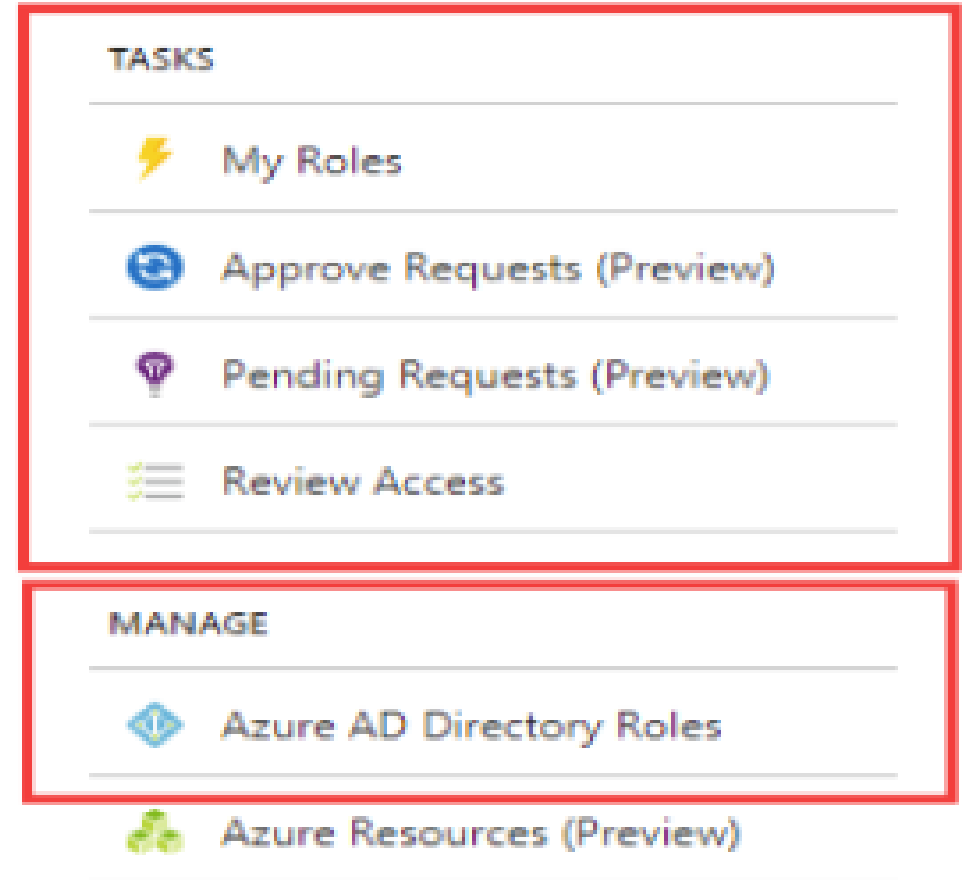 TASKS
My Roles
Approve Requests (Preview)
Pending Requests (Preview)
Review Access
MANAGE
Azure AD Directory Roles
Azure Resources (Preview)